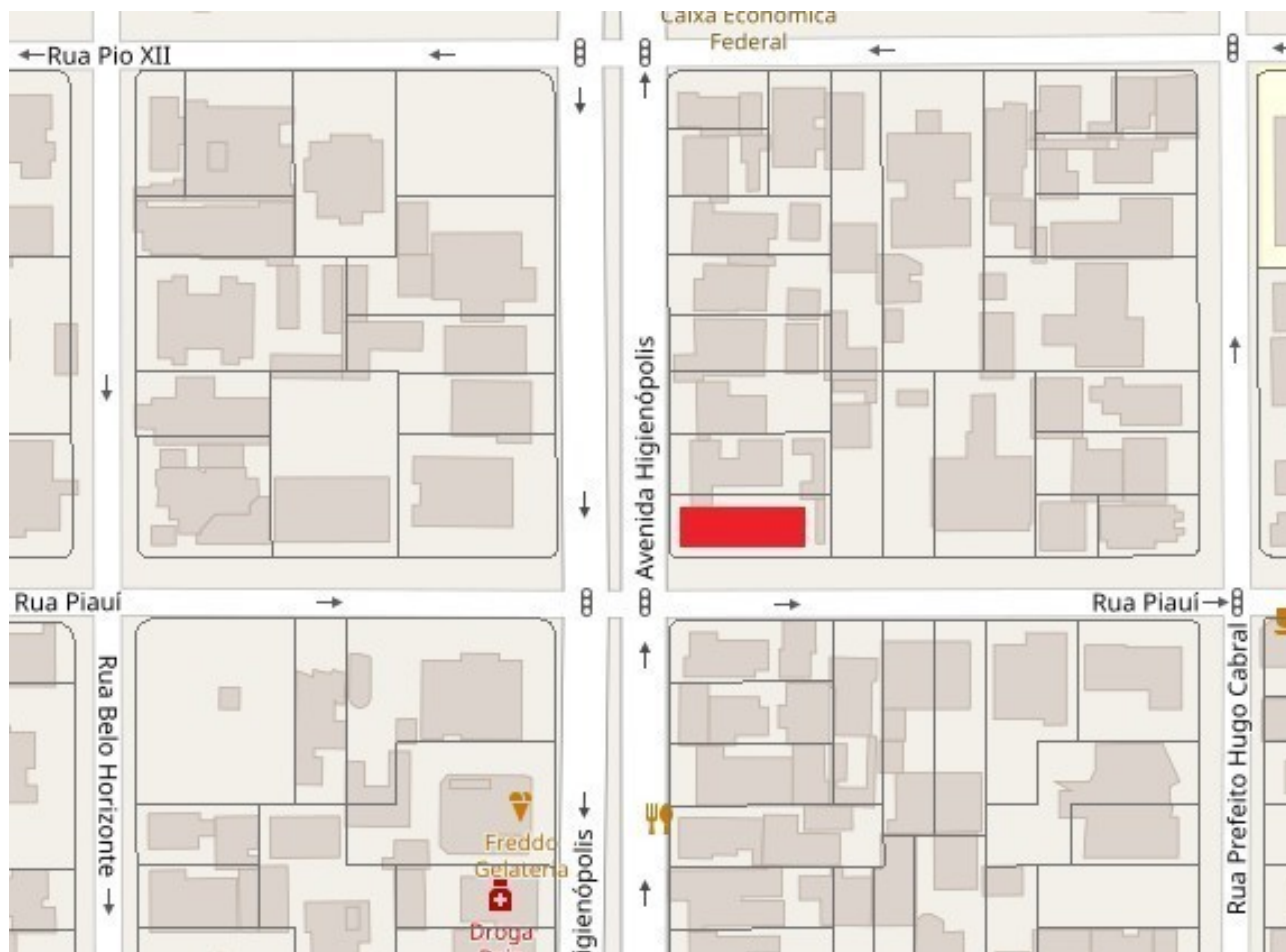 Caixa Econômica
Federal
Rua Pio XII
Avenida Higienópolis
Rua Piauí
Rua Piauí
Rua Belo Horizonte
Rua Prefeito Hugo Cabral
Freddo
Gelateria
Droga